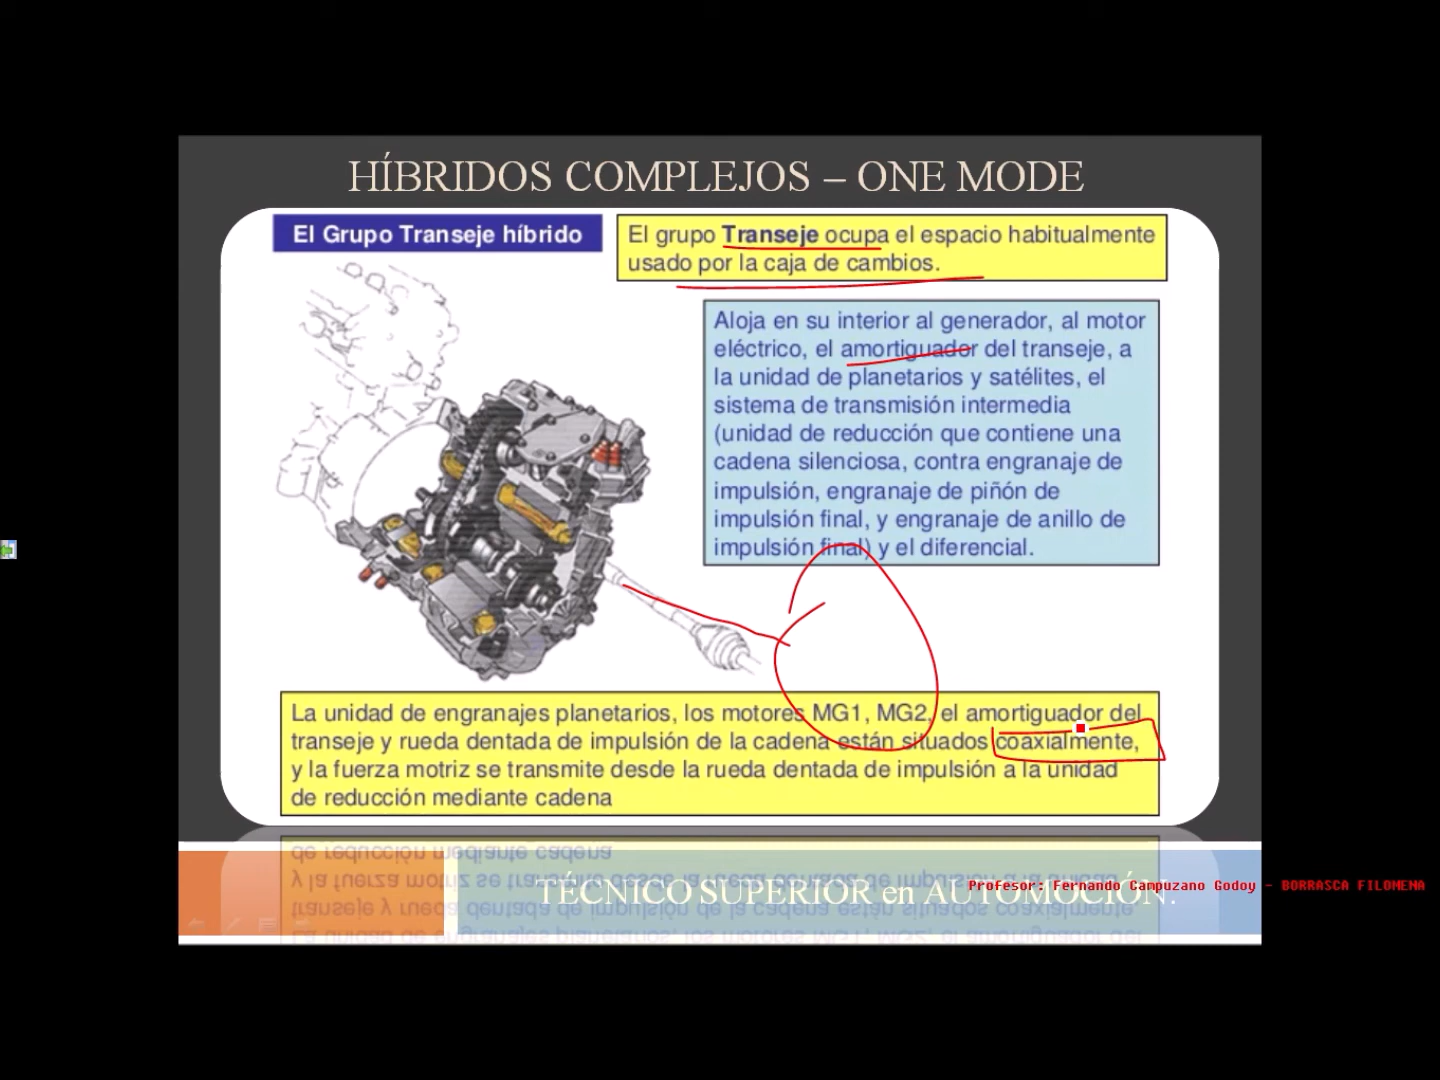 HÍBRIDOS COMPLEJOS – ONE MODE
El Grupo Transeje híbrido
El grupo Transeje ocupa el espacio habitualmente
usado por la caja de cambios.
Aloja en su interior al generador, al motor
eléctrico, el amortiguador del transeje, a
la unidad de planetarios y satélites, el
sistema de transmisión intermedia
(unidad de reducción que contiene una
cadena silenciosa, contra engranaje de
impulsión, engranaje de piñón de
impulsión final, y engranaje de anillo de
impulsión final) y el diferencial.
La unidad de engranajes planetarios, los motores MG1, MG2, el amortiguador del
transeje y rueda dentada de impulsión de la cadena están situados coaxialmente,
y la fuerza motriz se transmite desde la rueda dentada de impulsión a la unidad
de reducción mediante cadena
TÉCNICO SUPERIOR en AUTOMOCIÓN.
Profesor: Fernando Campuzano Godoy - BORRASCA FILOMENA